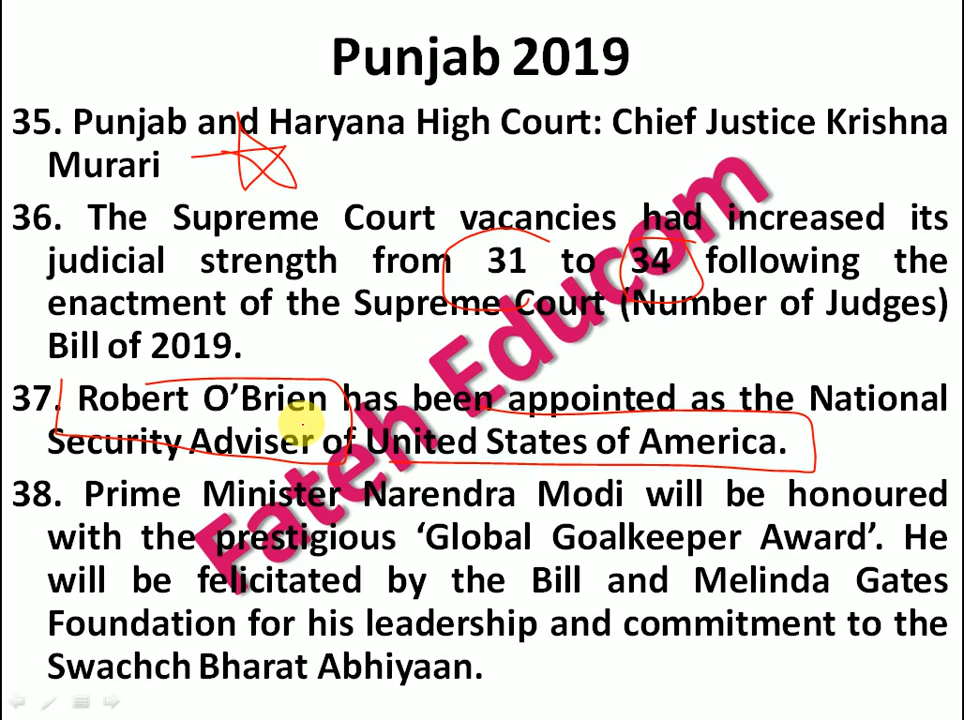 Punjab 2019
35. Punjab and Haryana High Court: Chief Justice Krishna
Murari
36. The Supreme Court vacancies had increased its
judicial strength from 31 to 34 following the
enactment of the Supreme Court (Number of Judges)
Bill of 2019.
37. Robert O’Brien has been appointed as the National
Security Adviser of United States of America.
38. Prime Minister Narendra Modi will be honoured
with the prestigious ‘Global Goalkeeper Award’. He
will be felicitated by the Bill and Melinda Gates
Foundation for his leadership and commitment to the
Swachch Bharat Abhiyaan.
Fateh Educom